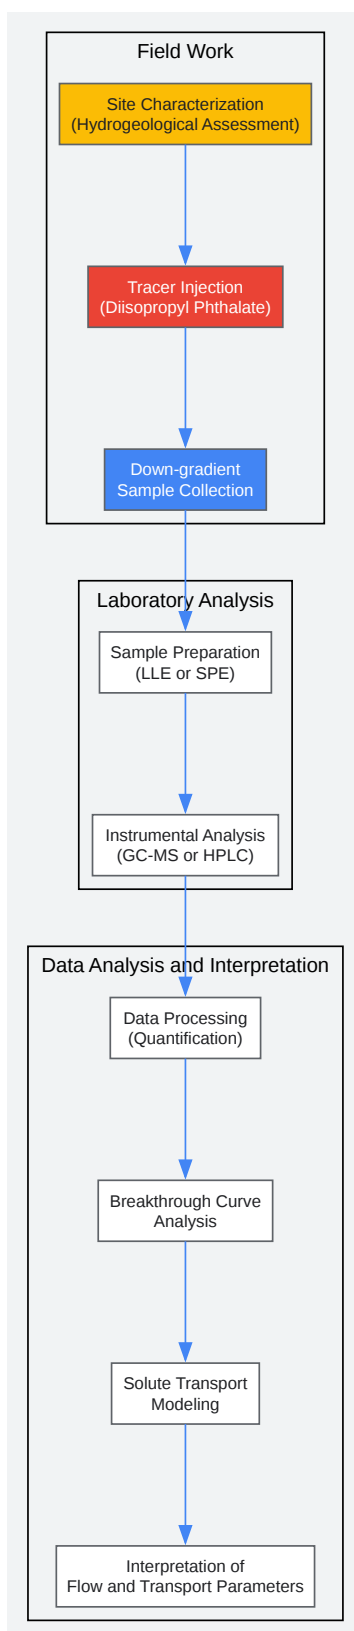 Field Work
Site Characterization
(Hydrogeological Assessment)
Tracer Injection
(Diisopropyl Phthalate)
Down-gradient
Sample Collection
Laboratory Analysis
Sample Preparation
(LLE or SPE)
Instrumental Analysis
(GC-MS or HPLC)
Data Analysis and Interpretation
Data Processing
(Quantification)
Breakthrough Curve
Analysis
Solute Transport
Modeling
Interpretation of
Flow and Transport Parameters